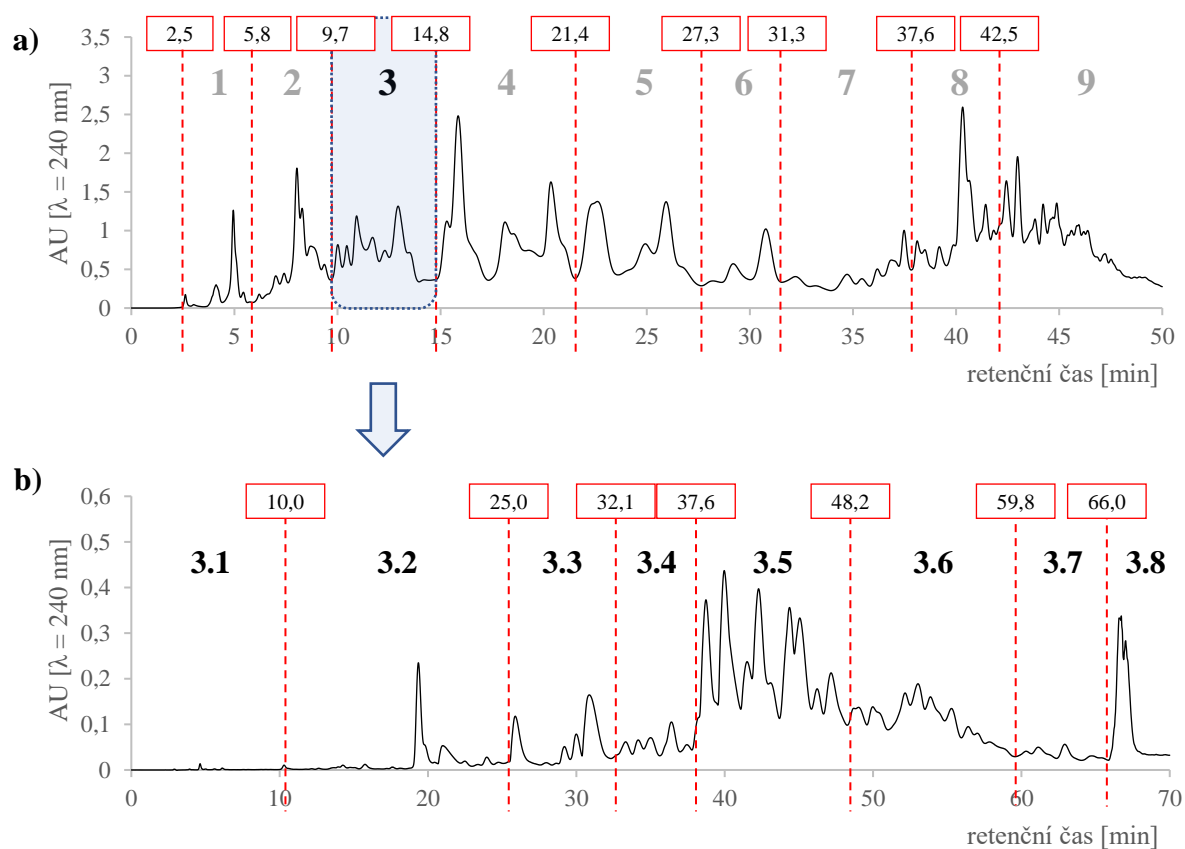 a)
2,5 5,8 9,7 14,8 21,4 27,3 31,3 37,6 42,5
1 2 3 4 5 6 7 8 9
AU [λ = 240 nm]
3,5
3
2,5
2
1,5
1
0,5
0
0 5 10 15 20 25 30 35 40 45 50
retenční čas [min]
b)
10,0 25,0 32,1 37,6 48,2 59,8 66,0
3.1 3.2 3.3 3.4 3.5 3.6 3.7 3.8
AU [λ = 240 nm]
0,6
0,5
0,4
0,3
0,2
0,1
0
0 10 20 30 40 50 60 70
retenční čas [min]